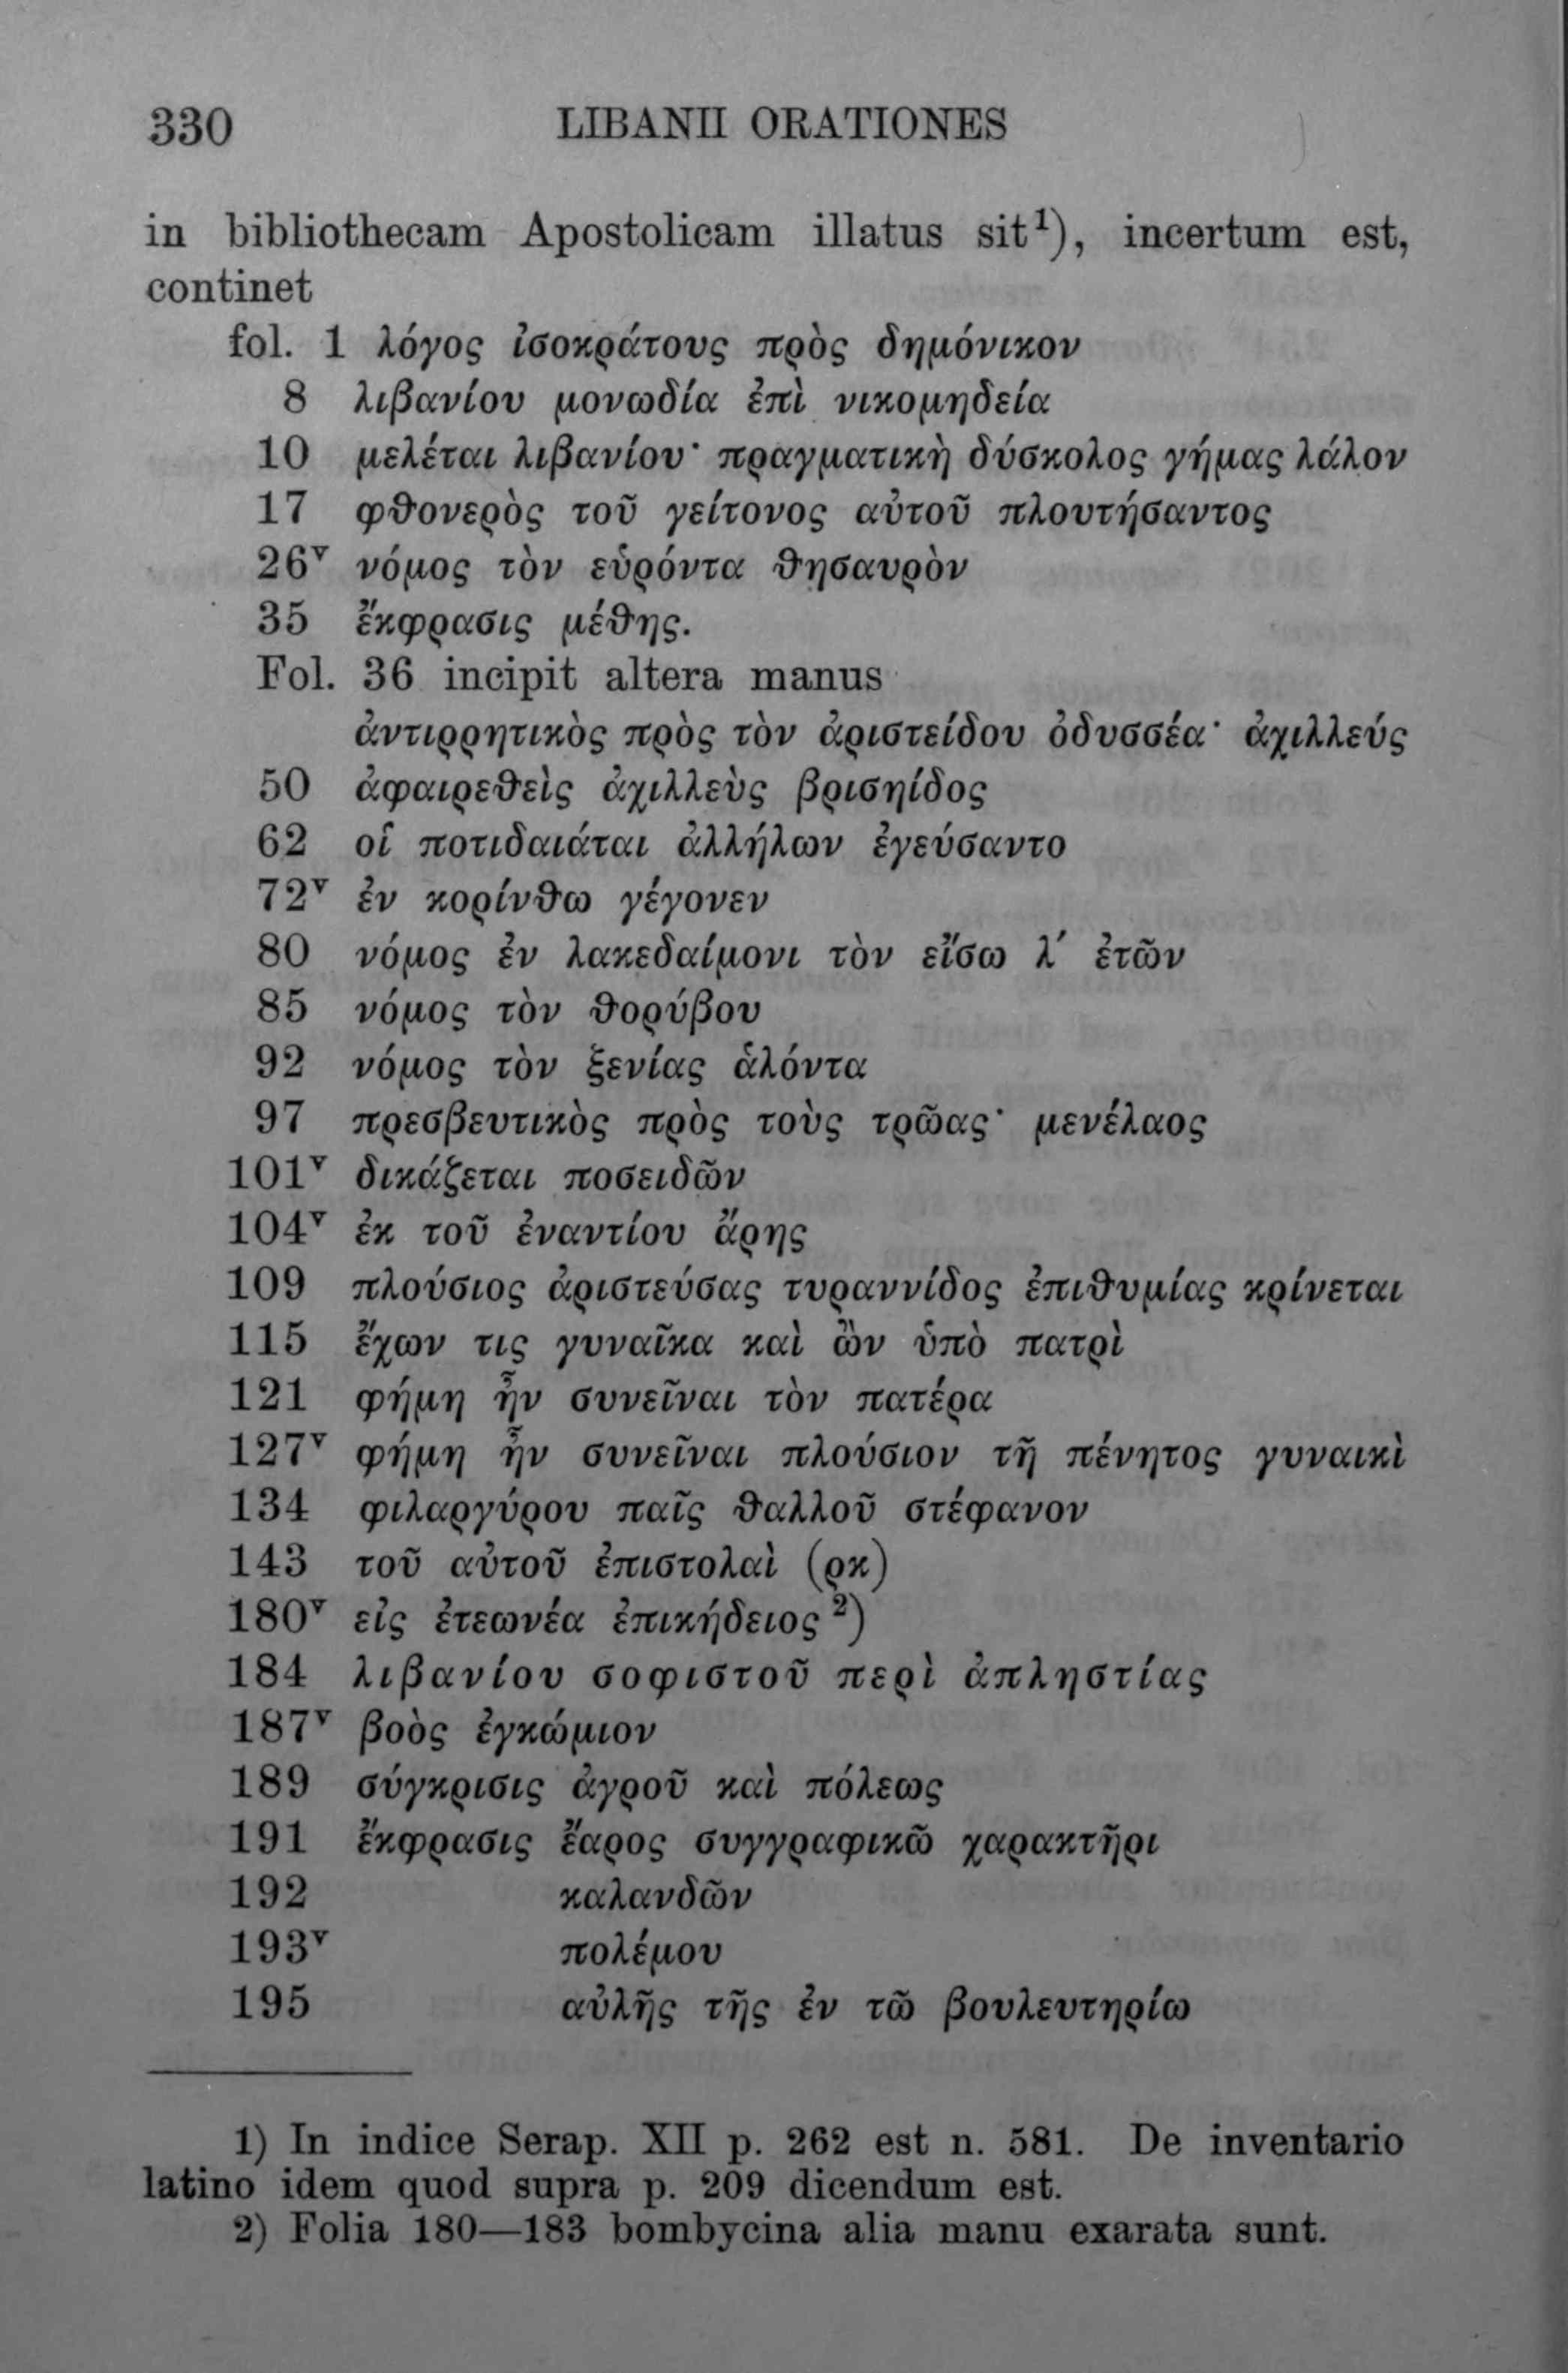 330 LIBANII ORATIONES
in bibliothecam Apostolicam illatus sit¹), incertum est,
continet
fol. 1 λόγος ἰσοκράτους πρὸς δημόνικον
8 λιβανίου μονωδία ἐπὶ νικομηδεία
10 μελέται λιβανίου· πραγματικὴ δύσκολος γήμας λάλον
17 φθονερὸς τοῦ γείτονος αὐτοῦ πλουτήσαντος
26ᵛ νόμος τὸν εὑρόντα θησαυρὸν
35 ἔκφρασις μέθης.
Fol. 36 incipit altera manus
ἀντιρρητικὸς πρὸς τὸν ἀριστείδου ὀδυσσέα· ἀχιλλεύς
50 ἀφαιρεθεὶς ἀχιλλεὺς βρισηίδος
62 οἱ ποτιδαιάται ἀλλήλων ἐγεύσαντο
72ᵛ ἐν κορίνθω γέγονεν
80 νόμος ἐν λακεδαίμονι τὸν εἴσω λ´ ἐτῶν
85 νόμος τὸν θορύβου
92 νόμος τὸν ξενίας ἁλόντα
97 πρεσβευτικὸς πρὸς τοὺς τρῶας· μενέλαος
101ᵛ δικάζεται ποσειδῶν
104ᵛ ἐκ τοῦ ἐναντίου ἄρης
109 πλούσιος ἀριστεύσας τυραννίδος ἐπιθυμίας κρίνεται
115 ἔχων τις γυναῖκα καὶ ὢν ὑπὸ πατρὶ
121 φήμη ἦν συνεῖναι τὸν πατέρα
127ᵛ φήμη ἦν συνεῖναι πλούσιον τῆ πένητος γυναικὶ
134 φιλαργύρου παῖς θαλλοῦ στέφανον
143 τοῦ αὐτοῦ ἐπιστολαὶ (ρκ)
180ᵛ εἰς ἐτεωνέα ἐπικήδειος²)
184 λιβανίου σοφιστοῦ περὶ ἀπληστίας
187ᵛ βοὸς ἐγκώμιον
189 σύγκρισις ἀγροῦ καὶ πόλεως
191 ἔκφρασις ἔαρος συγγραφικῶ χαρακτῆρι
192 καλανδῶν
193ᵛ πολέμου
195 αὐλῆς τῆς ἐν τῶ βουλευτηρίω
1) In indice Serap. XII p. 262 est n. 581. De inventario
latino idem quod supra p. 209 dicendum est.
2) Folia 180—183 bombycina alia manu exarata sunt.